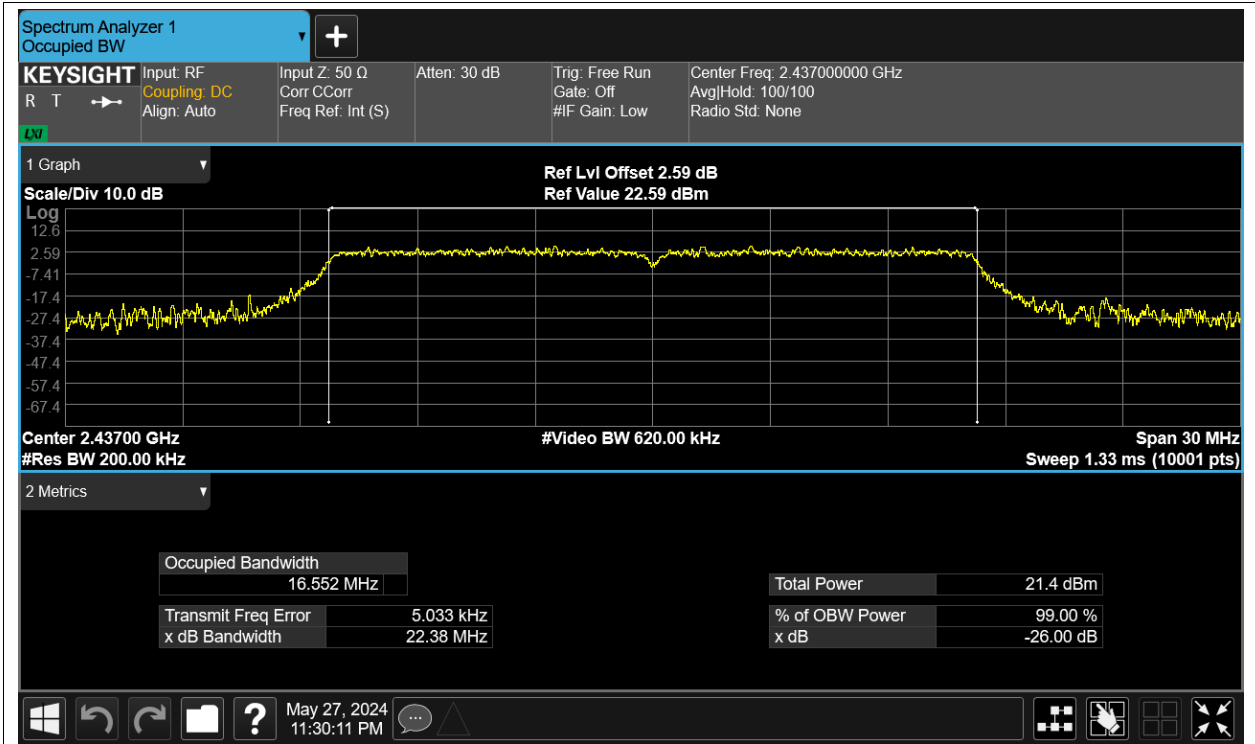 Spectrum Analyzer 1
Occupied BW
▼
+
KEYSIGHT
R T
LXI
Input: RF
Coupling: DC
Align: Auto
Input Z: 50 Ω
Corr CCorr
Freq Ref: Int (S)
Atten: 30 dB
Trig: Free Run
Gate: Off
#IF Gain: Low
Center Freq: 2.437000000 GHz
Avg|Hold: 100/100
Radio Std: None
1 Graph ▼
Scale/Div 10.0 dB
Ref Lvl Offset 2.59 dB
Ref Value 22.59 dBm
Log
12.6
2.59
-7.41
-17.4
-27.4
-37.4
-47.4
-57.4
-67.4
Center 2.43700 GHz
#Res BW 200.00 kHz
#Video BW 620.00 kHz
Span 30 MHz
Sweep 1.33 ms (10001 pts)
2 Metrics ▼
Occupied Bandwidth
16.552 MHz
Transmit Freq Error 5.033 kHz
x dB Bandwidth 22.38 MHz
Total Power 21.4 dBm
% of OBW Power 99.00 %
x dB -26.00 dB
?
May 27, 2024
11:30:11 PM